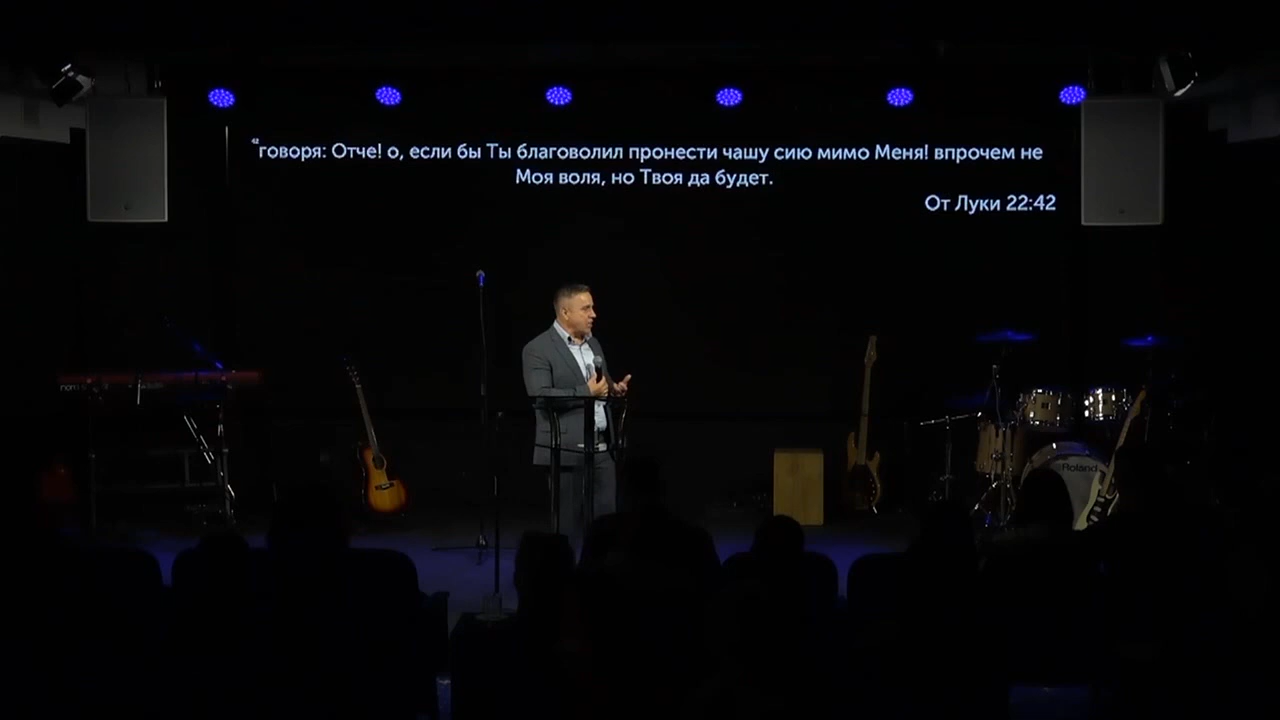 ⁴²говоря: Отче! о, если бы Ты благоволил пронести чашу сию мимо Меня! впрочем не
Моя воля, но Твоя да будет.
От Луки 22:42
Roland